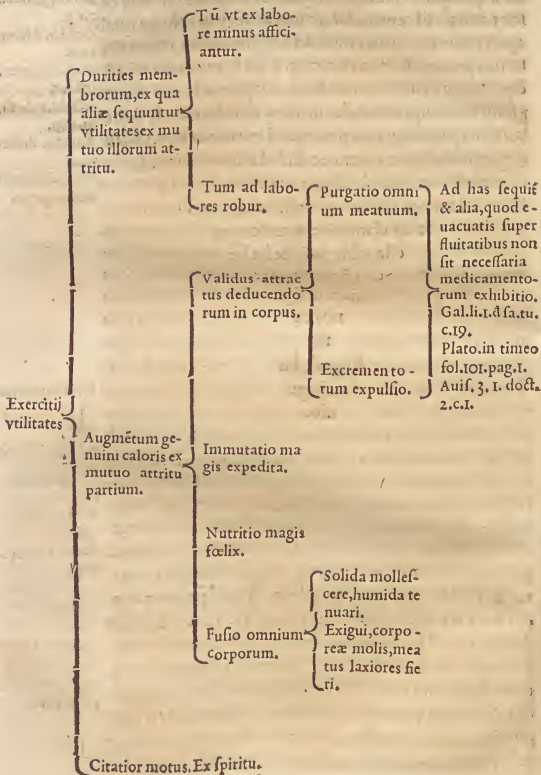 Exercitij
vtilitates
Durities mem-
brorum,ex qua
aliæ ſequuntur
vtilitatesex mu
tuo illoruni at-
tritu.
Tū vt ex labo-
re minus affici-
antur.
Tum ad labo-
res robur.
Augmẽtum ge-
nuini caloris ex
mutuo attritu
partium.
Validus attrac
tus deducendo
rum in corpus.
Purgatio omni
um meatuum.
Excremento-
rum expulſio.
Ad has ſequit̃
& alia,quod e-
uacuatis ſuper
fluitatibus non
ſit neceſſaria
medicamento-
rum exhibitio.
Gal.li.1.d ſa.tu.
c.19.
Plato.in timeo
fol.101.pag.1.
Auiſ. 3. 1. doct.
2.c.1.
Immutatio ma
gis expedita.
Nutritio magis
fœlix.
Fuſio omnium
corporum.
Solida molleſ-
cere,humida te
nuari.
Exigui,corpo-
reæ molis,mea
tus laxiores fie
ri.
Citatior motus.Ex ſpiritu.